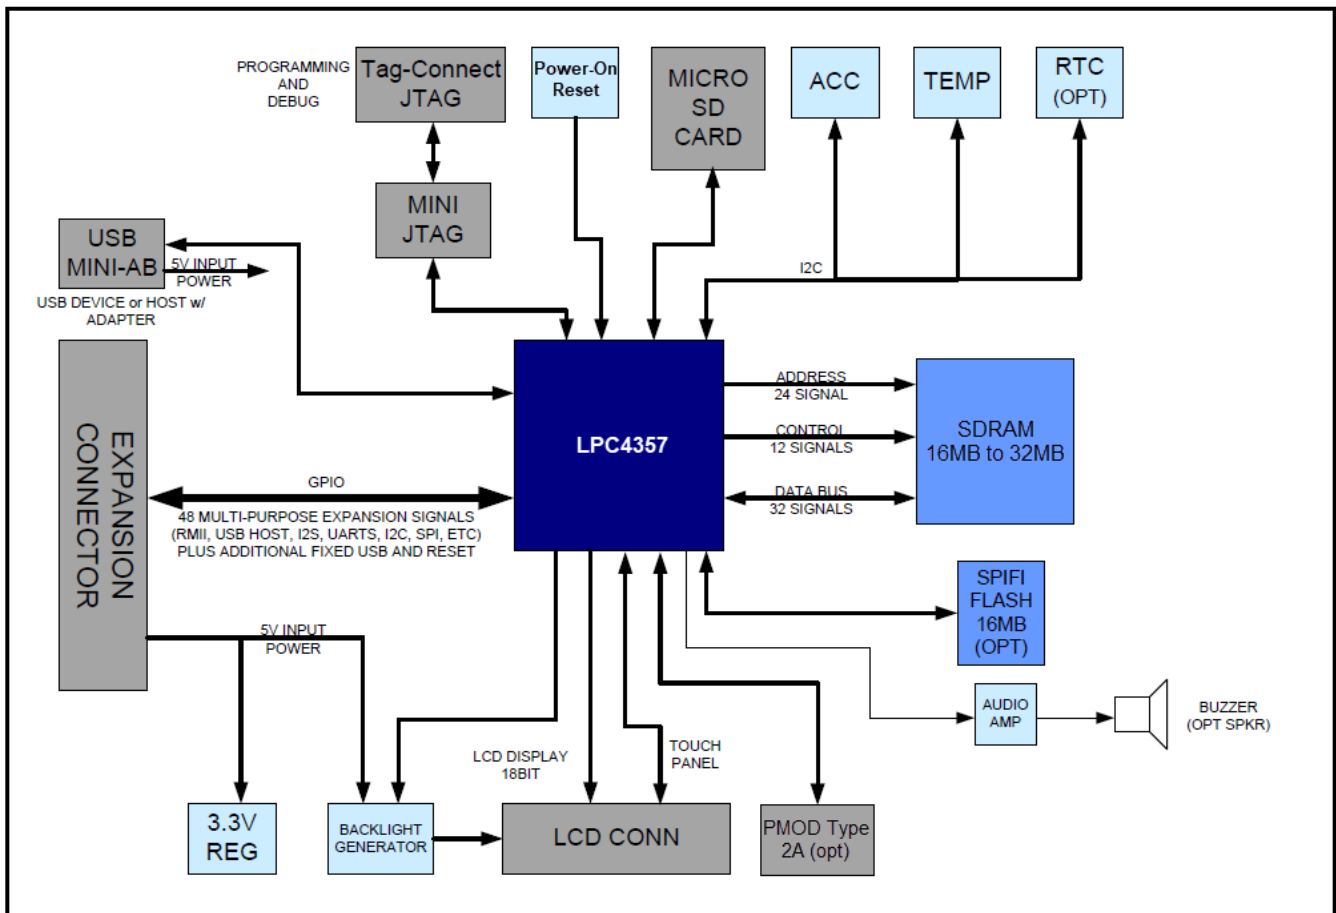 PROGRAMMING
AND
DEBUG
Tag-Connect
JTAG
Power-On
Reset
MICRO
SD
CARD
ACC
TEMP
RTC
(OPT)
MINI
JTAG
USB
MINI-AB
5V INPUT
POWER
USB DEVICE or HOST w/
ADAPTER
I2C
EXPANSION
CONNECTOR
LPC4357
ADDRESS
24 SIGNAL
CONTROL
12 SIGNALS
DATA BUS
32 SIGNALS
SDRAM
16MB to 32MB
GPIO
48 MULTI-PURPOSE EXPANSION SIGNALS
(RMII, USB HOST, I2S, UARTS, I2C, SPI, ETC)
PLUS ADDITIONAL FIXED USB AND RESET
SPIFI
FLASH
16MB
(OPT)
5V INPUT
POWER
AUDIO
AMP
BUZZER
(OPT SPKR)
LCD DISPLAY
18BIT
TOUCH
PANEL
3.3V
REG
BACKLIGHT
GENERATOR
LCD CONN
PMOD Type
2A (opt)